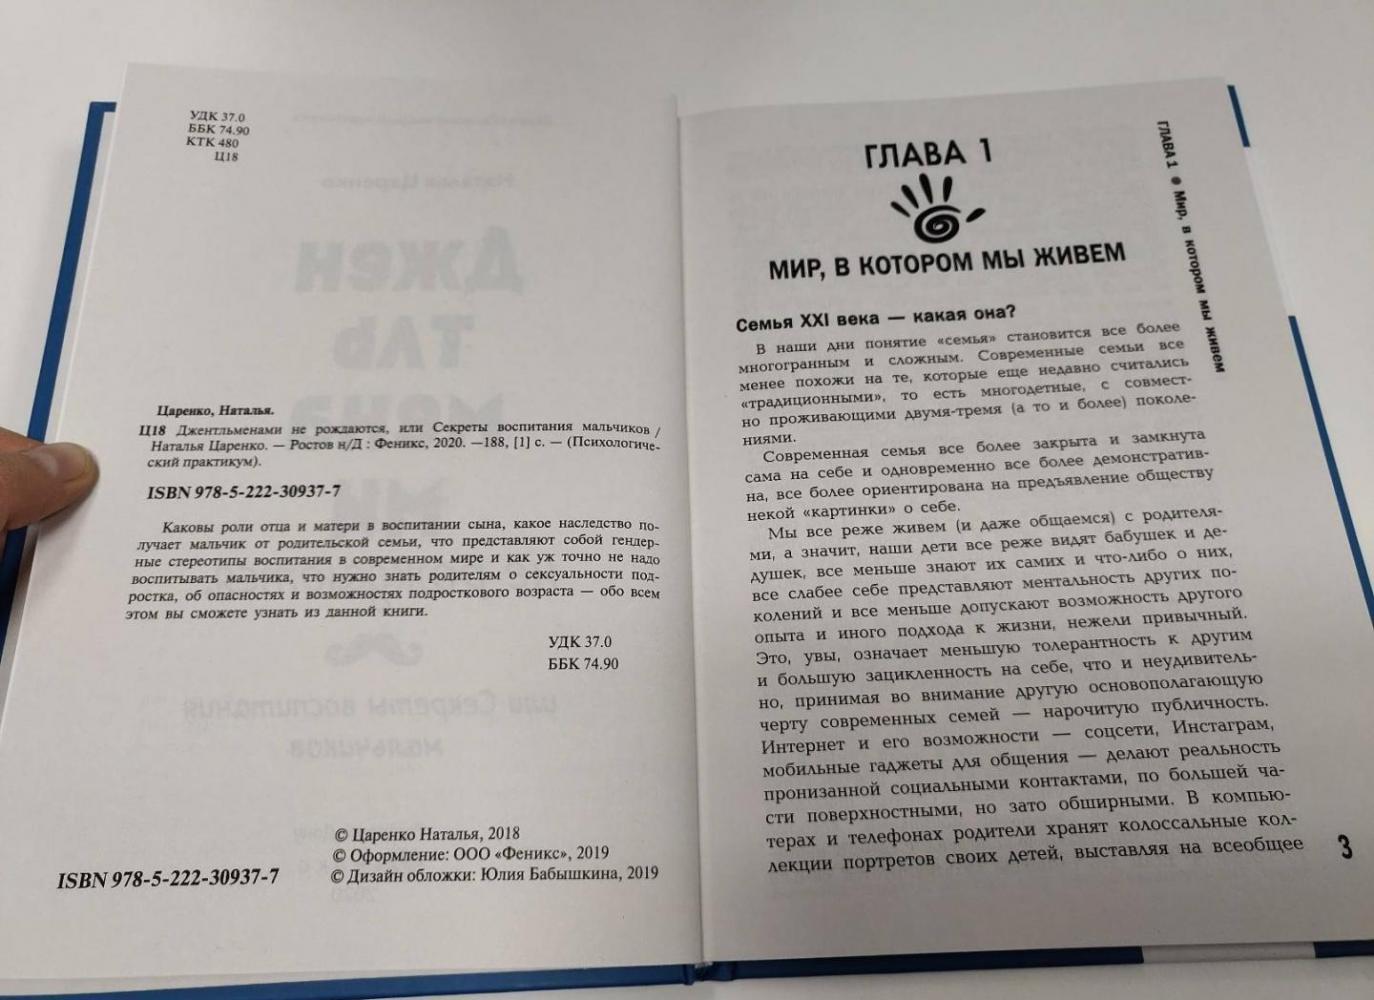 УДК 37.0
ББК 74.90
КТК 480
Ц18
Царенко, Наталья.
Ц18 Джентльменами не рождаются, или Секреты воспитания мальчиков /
Наталья Царенко. — Ростов н/Д : Феникс, 2020. —188, [1] с. — (Психологиче-
ский практикум).
ISBN 978-5-222-30937-7
Каковы роли отца и матери в воспитании сына, какое наследство по-
лучает мальчик от родительской семьи, что представляют собой гендер-
ные стереотипы воспитания в современном мире и как уж точно не надо
воспитывать мальчика, что нужно знать родителям о сексуальности под-
ростка, об опасностях и возможностях подросткового возраста — обо всем
этом вы сможете узнать из данной книги.
УДК 37.0
ББК 74.90
© Царенко Наталья, 2018
© Оформление: ООО «Феникс», 2019
ISBN 978-5-222-30937-7
© Дизайн обложки: Юлия Бабышкина, 2019
ГЛАВА 1
МИР, В КОТОРОМ МЫ ЖИВЕМ
Семья XXI века — какая она?
В наши дни понятие «семья» становится все более
многогранным и сложным. Современные семьи все
менее похожи на те, которые еще недавно считались
«традиционными», то есть многодетные, с совмест-
но проживающими двумя-тремя (а то и более) поколе-
ниями.
Современная семья все более закрыта и замкнута
сама на себе и одновременно все более демонстратив-
на, все более ориентирована на предъявление обществу
некой «картинки» о себе.
Мы все реже живем (и даже общаемся) с родителя-
ми, а значит, наши дети все реже видят бабушек и де-
душек, все меньше знают их самих и что-либо о них,
все слабее себе представляют ментальность других по-
колений и все меньше допускают возможность другого
опыта и иного подхода к жизни, нежели привычный.
Это, увы, означает меньшую толерантность к другим
и большую зацикленность на себе, что и неудивитель-
но, принимая во внимание другую основополагающую
черту современных семей — нарочитую публичность.
Интернет и его возможности — соцсети, Инстаграм,
мобильные гаджеты для общения — делают реальность
пронизанной социальными контактами, по большей ча-
сти поверхностными, но зато обширными. В компью-
терах и телефонах родители хранят колоссальные кол-
лекции портретов своих детей, выставляя на всеобщее
ГЛАВА 1 ● Мир, в котором мы живем
3